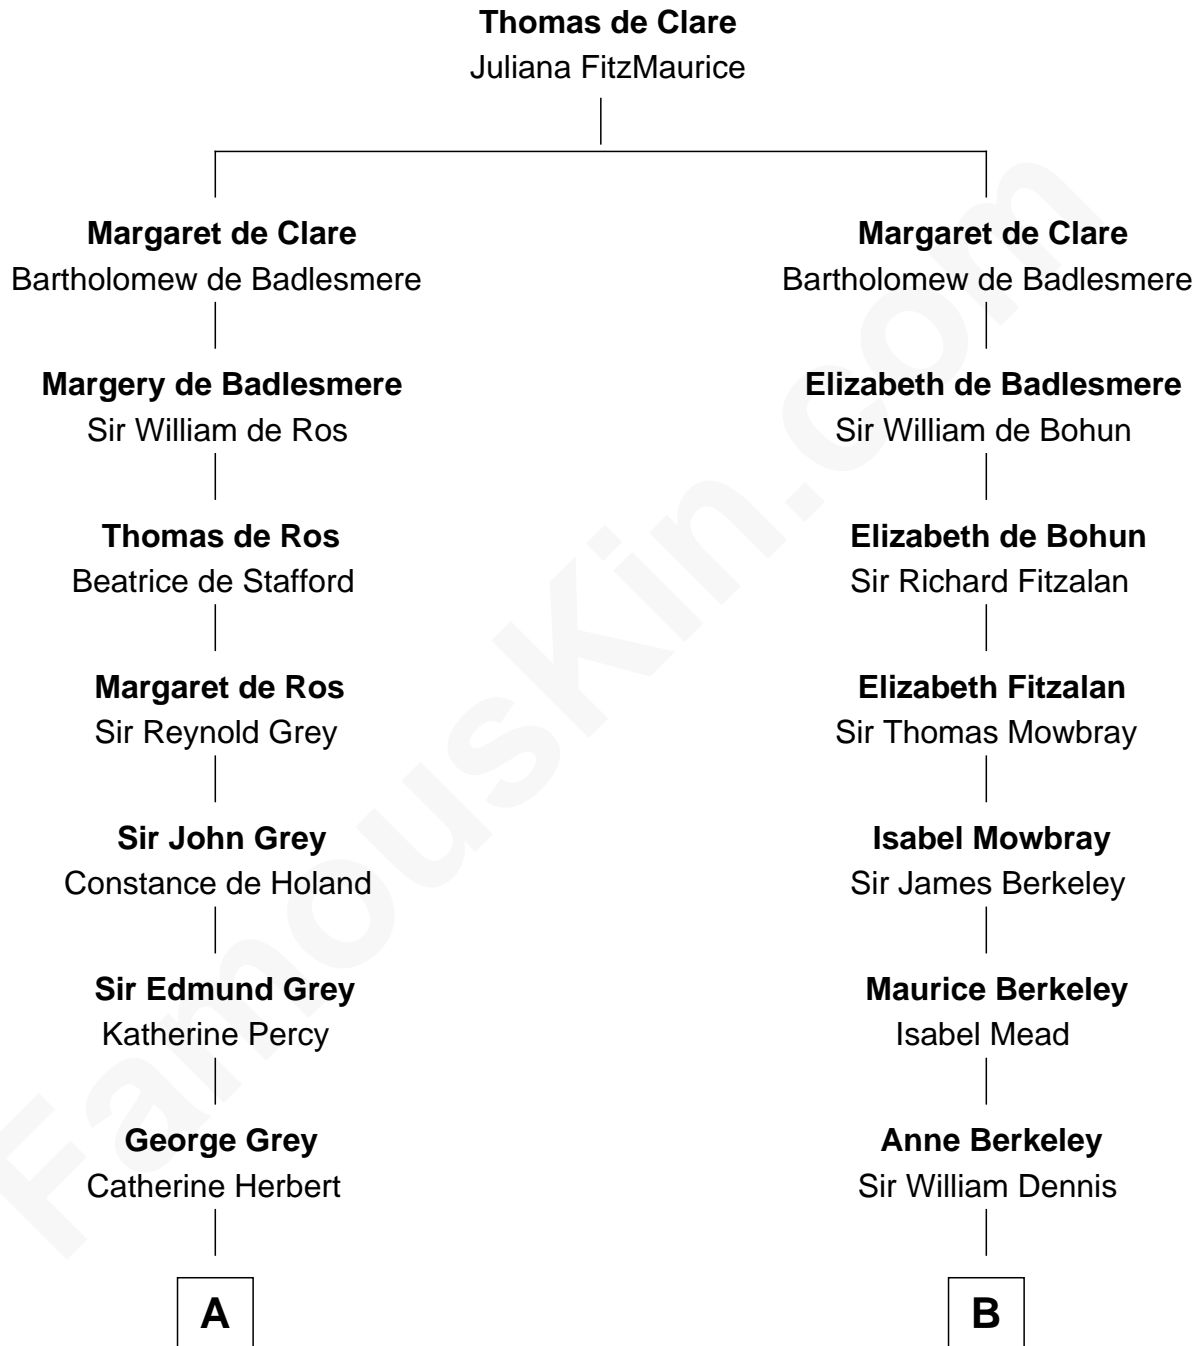 Thomas de Clare
Juliana FitzMaurice
Margaret de Clare
Bartholomew de Badlesmere
Margaret de Clare
Bartholomew de Badlesmere
Margery de Badlesmere
Sir William de Ros
Elizabeth de Badlesmere
Sir William de Bohun
Thomas de Ros
Beatrice de Stafford
Elizabeth de Bohun
Sir Richard Fitzalan
Margaret de Ros
Sir Reynold Grey
Elizabeth Fitzalan
Sir Thomas Mowbray
Sir John Grey
Constance de Holand
Isabel Mowbray
Sir James Berkeley
Sir Edmund Grey
Katherine Percy
Maurice Berkeley
Isabel Mead
George Grey
Catherine Herbert
Anne Berkeley
Sir William Dennis
A
B
FamousKin.com